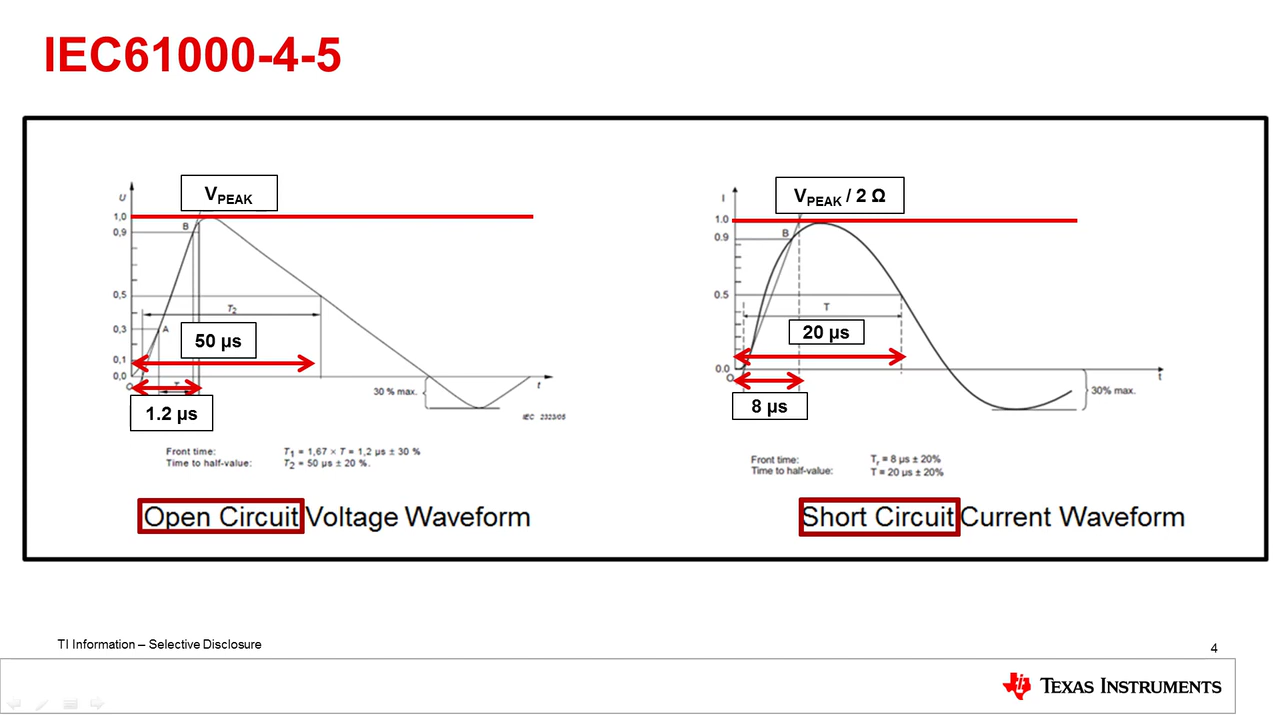 IEC61000-4-5
U
V PEAK
1,0
B
0,9
0,5
T2
0,3
A
50 µs
0,1
0,0
O
T
t
30 % max.
1.2 µs
IEC 2323/05
Front time: T1 = 1,67 × T = 1,2 µs ± 30 %
Time to half-value: T2 = 50 µs ± 20 %.
Open Circuit Voltage Waveform
I
V PEAK / 2 Ω
1.0
B
0.9
0.5
T
20 µs
0.0
O
t
30% max.
8 µs
Front time: Tr = 8 µs ± 20%
Time to half-value: T = 20 µs ± 20%
Short Circuit Current Waveform
TI Information – Selective Disclosure
4
TEXAS INSTRUMENTS